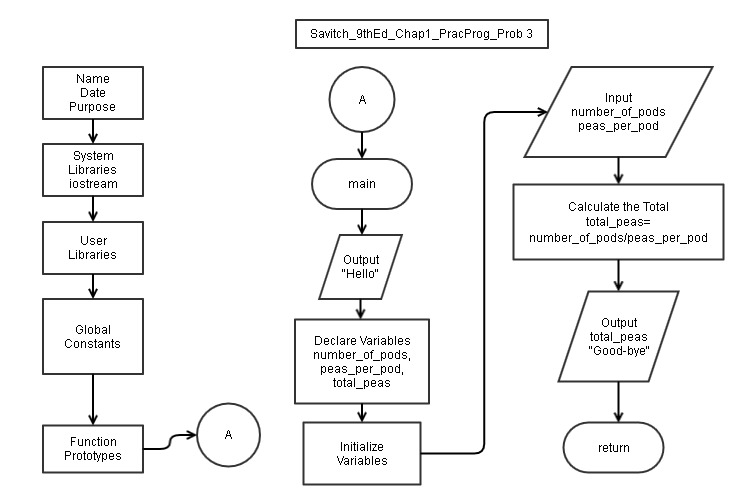 Savitch_9thEd_Chap1_PracProg_Prob 3
Name
Date
Purpose
System
Libraries
iostream
User
Libraries
Global
Constants
Function
Prototypes
A
A
main
Output
"Hello"
Declare Variables
number_of_pods,
peas_per_pod,
total_peas
Initialize
Variables
Input
number_of_pods
peas_per_pod
Calculate the Total
total_peas=
number_of_pods/peas_per_pod
Output
total_peas
"Good-bye"
return